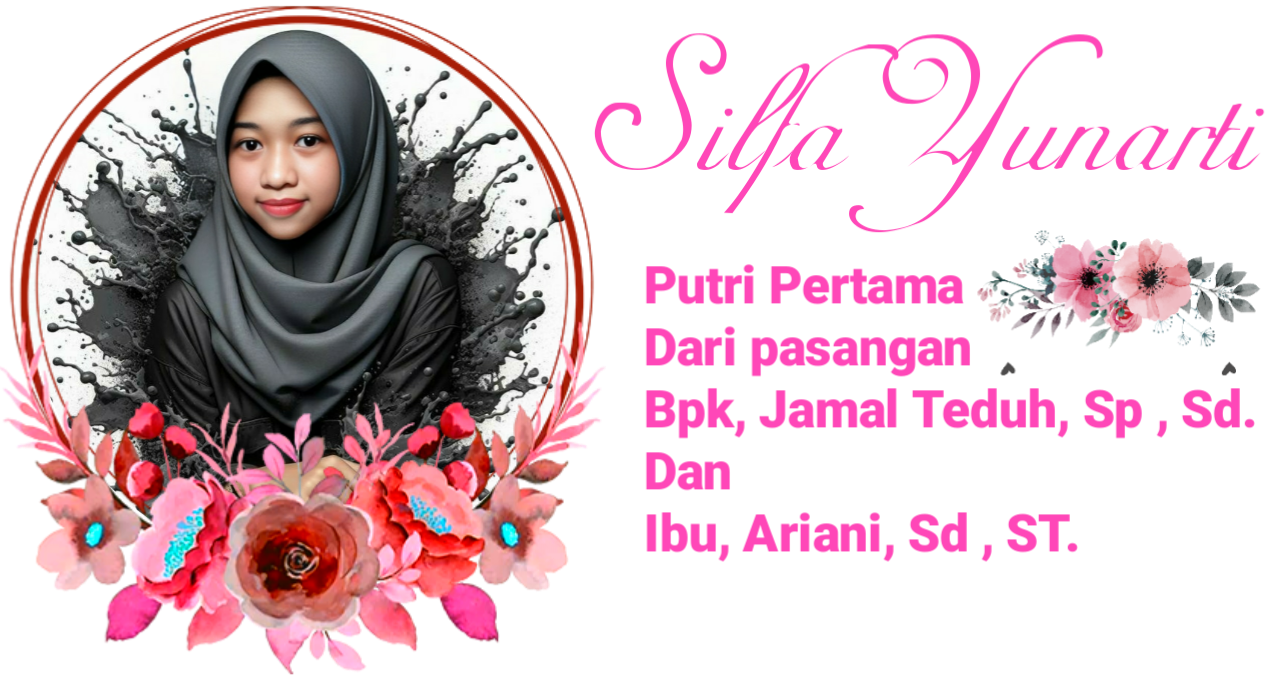 Silfa Yunarti
Putri Pertama
Dari pasangan
Bpk, Jamal Teduh, Sp , Sd.
Dan
Ibu, Ariani, Sd , ST.